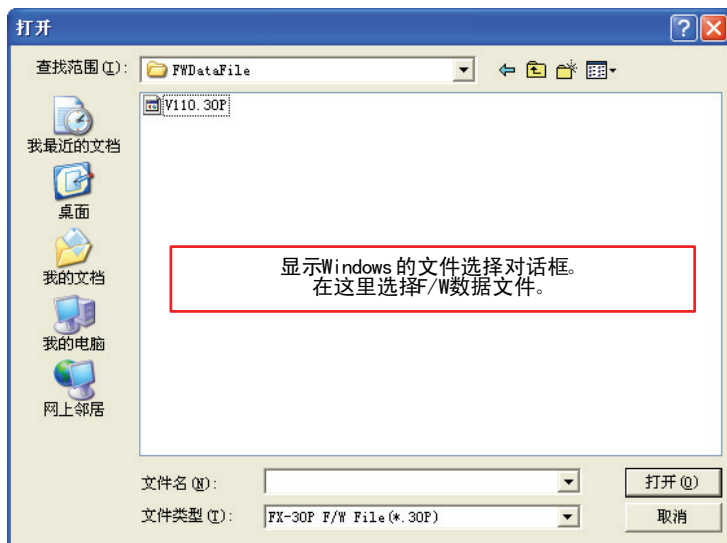 打开
查找范围(I):
FWDataFile
V110.30P
我最近的文档
桌面
我的文档
我的电脑
网上邻居
显示Windows的文件选择对话框。
在这里选择F/W数据文件。
文件名(N):
打开(O)
文件类型(T):
FX-30P F/W File(*.30P)
取消